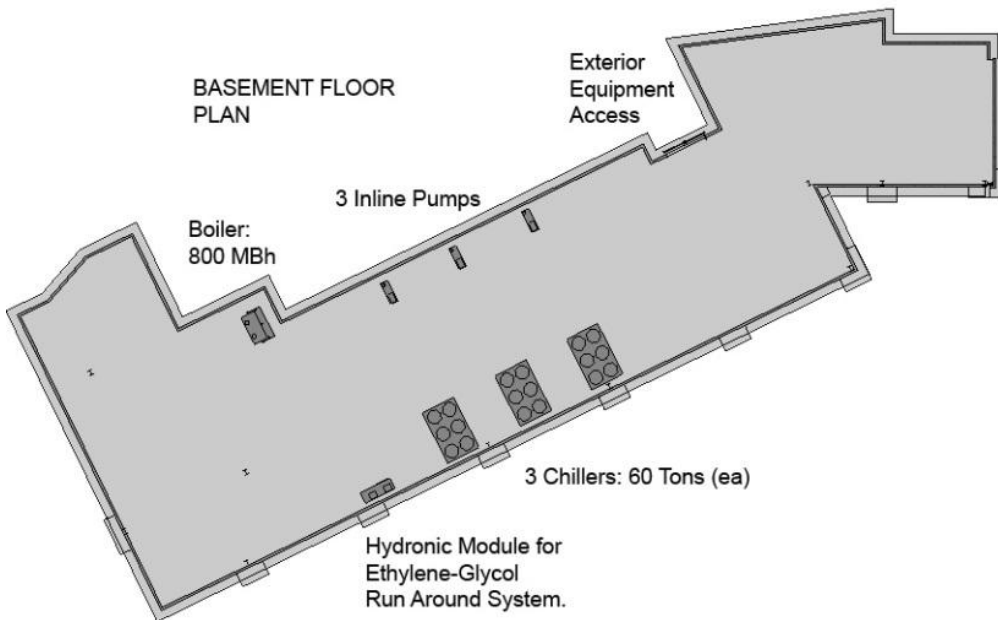 BASEMENT FLOOR
PLAN
Exterior
Equipment
Access
3 Inline Pumps
Boiler:
800 MBh
3 Chillers: 60 Tons (ea)
Hydronic Module for
Ethylene-Glycol
Run Around System.